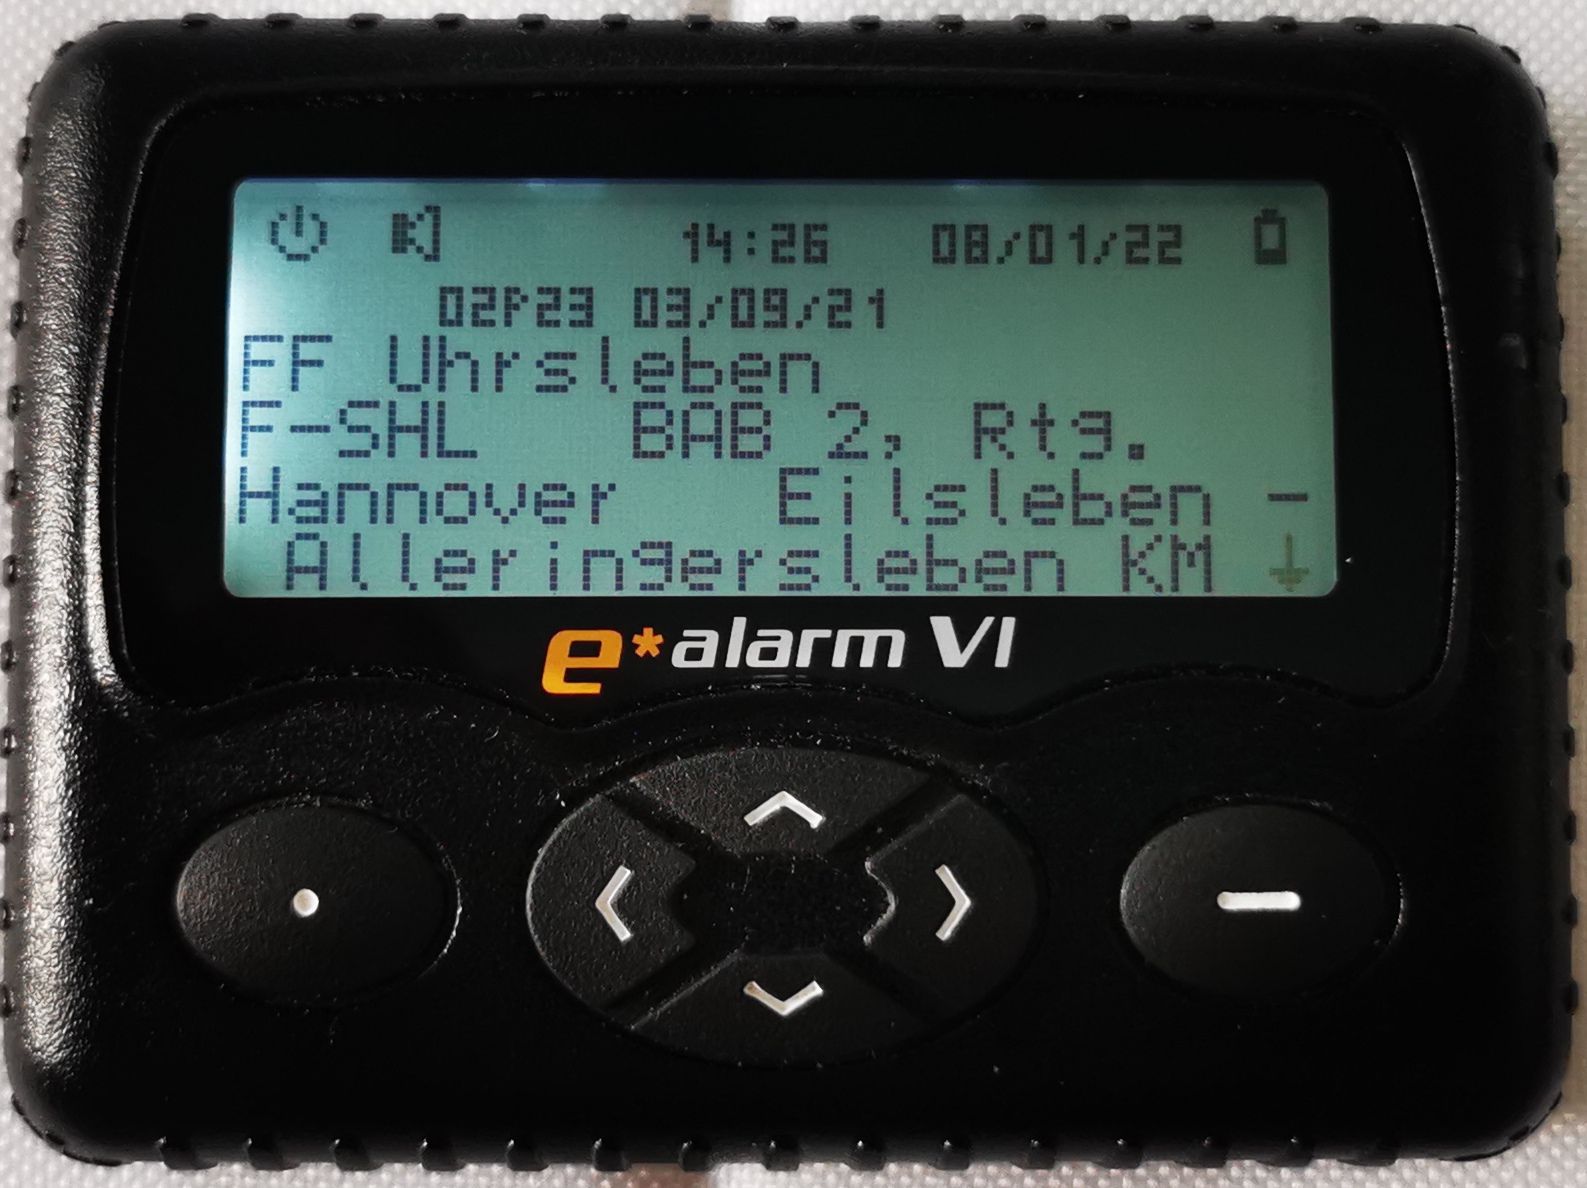 14:26 08/01/22
02P23 03/09/21
FF Uhrsleben
F-SHL BAB 2, Rtg.
Hannover Eilsleben
Alleringersleben KM
e*alarm VI